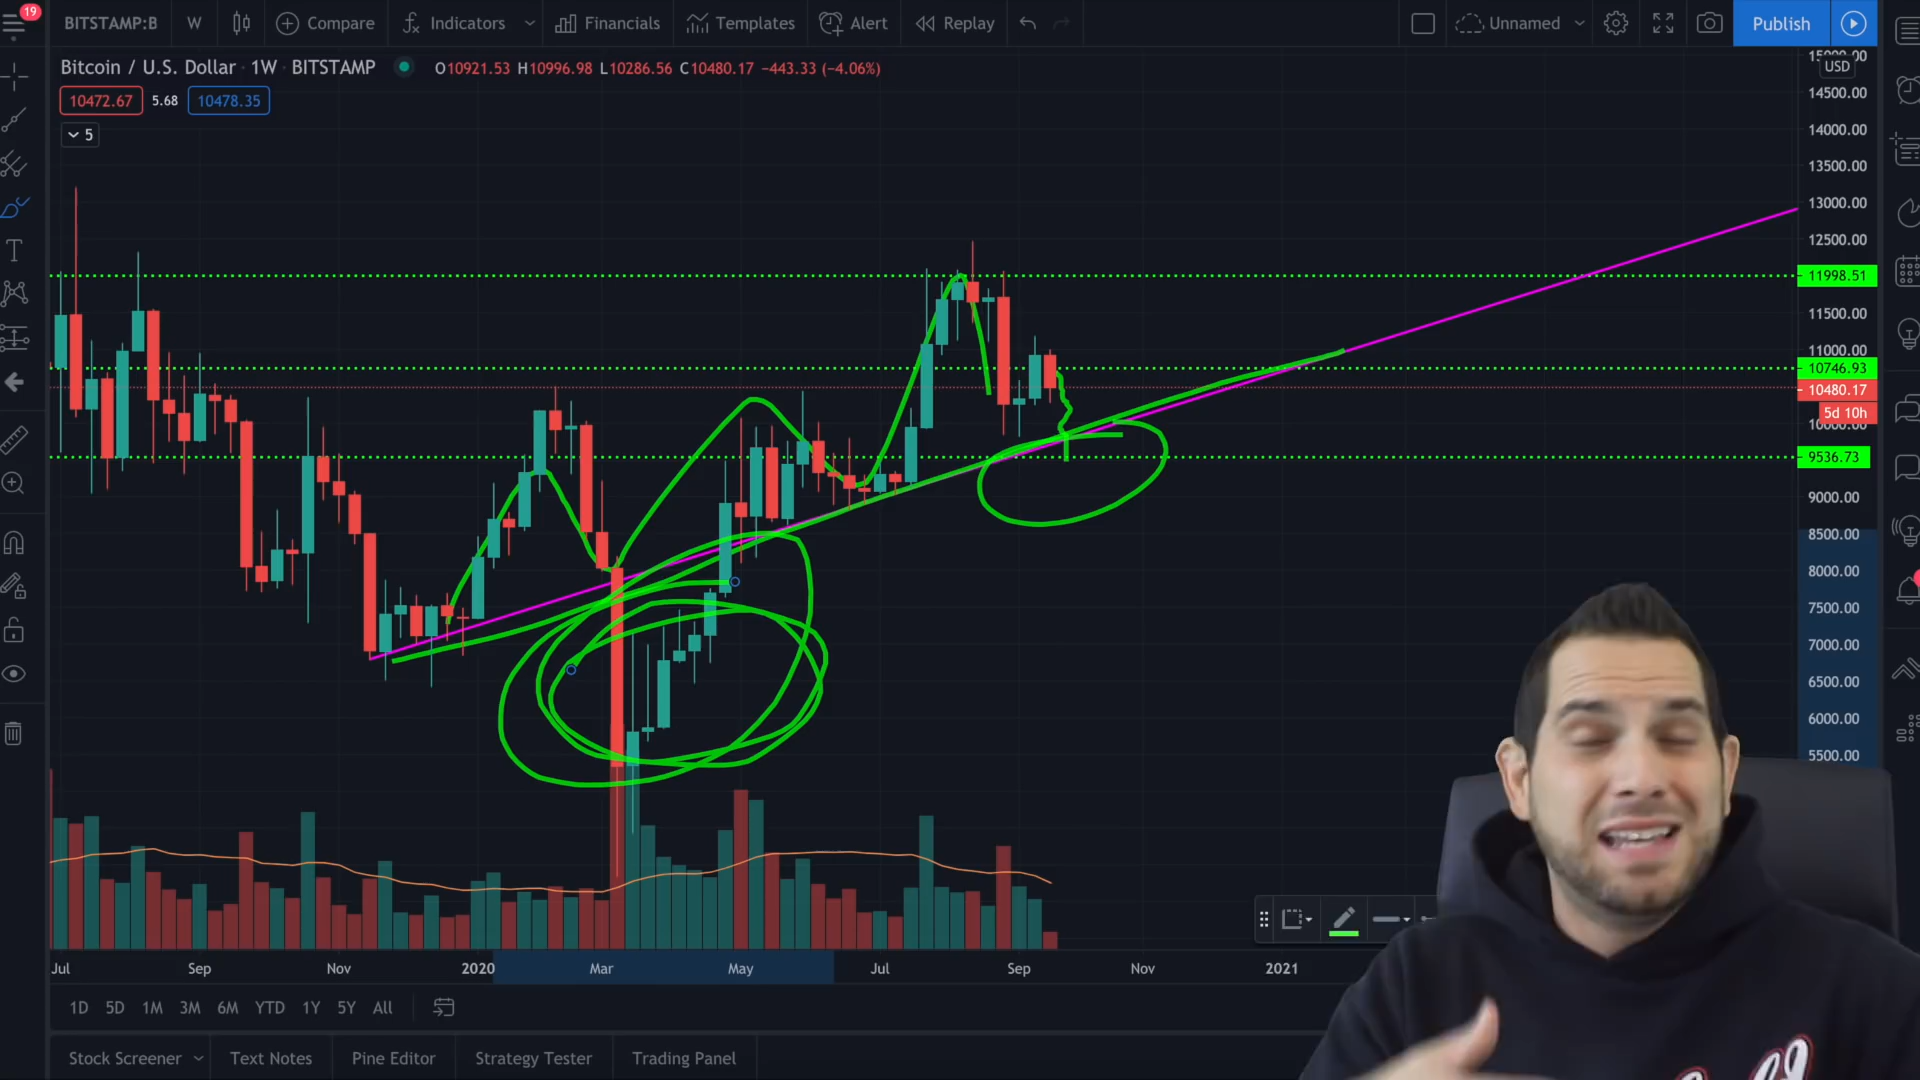 19
BITSTAMP:B W Compare Indicators Financials Templates Alert Replay Unnamed Publish
Bitcoin / U.S. Dollar · 1W · BITSTAMP O10921.53 H10996.98 L10286.56 C10480.17 −443.33 (−4.06%)
10472.67 5.68 10478.35
5
15000.00
USD
14500.00
14000.00
13500.00
13000.00
12500.00
11998.51
11500.00
11000.00
10746.93
10480.17
5d 10h
10000.00
9536.73
9000.00
8500.00
8000.00
7500.00
7000.00
6500.00
6000.00
5500.00
Jul Sep Nov 2020 Mar May Jul Sep Nov 2021
1D 5D 1M 3M 6M YTD 1Y 5Y All
Stock Screener Text Notes Pine Editor Strategy Tester Trading Panel